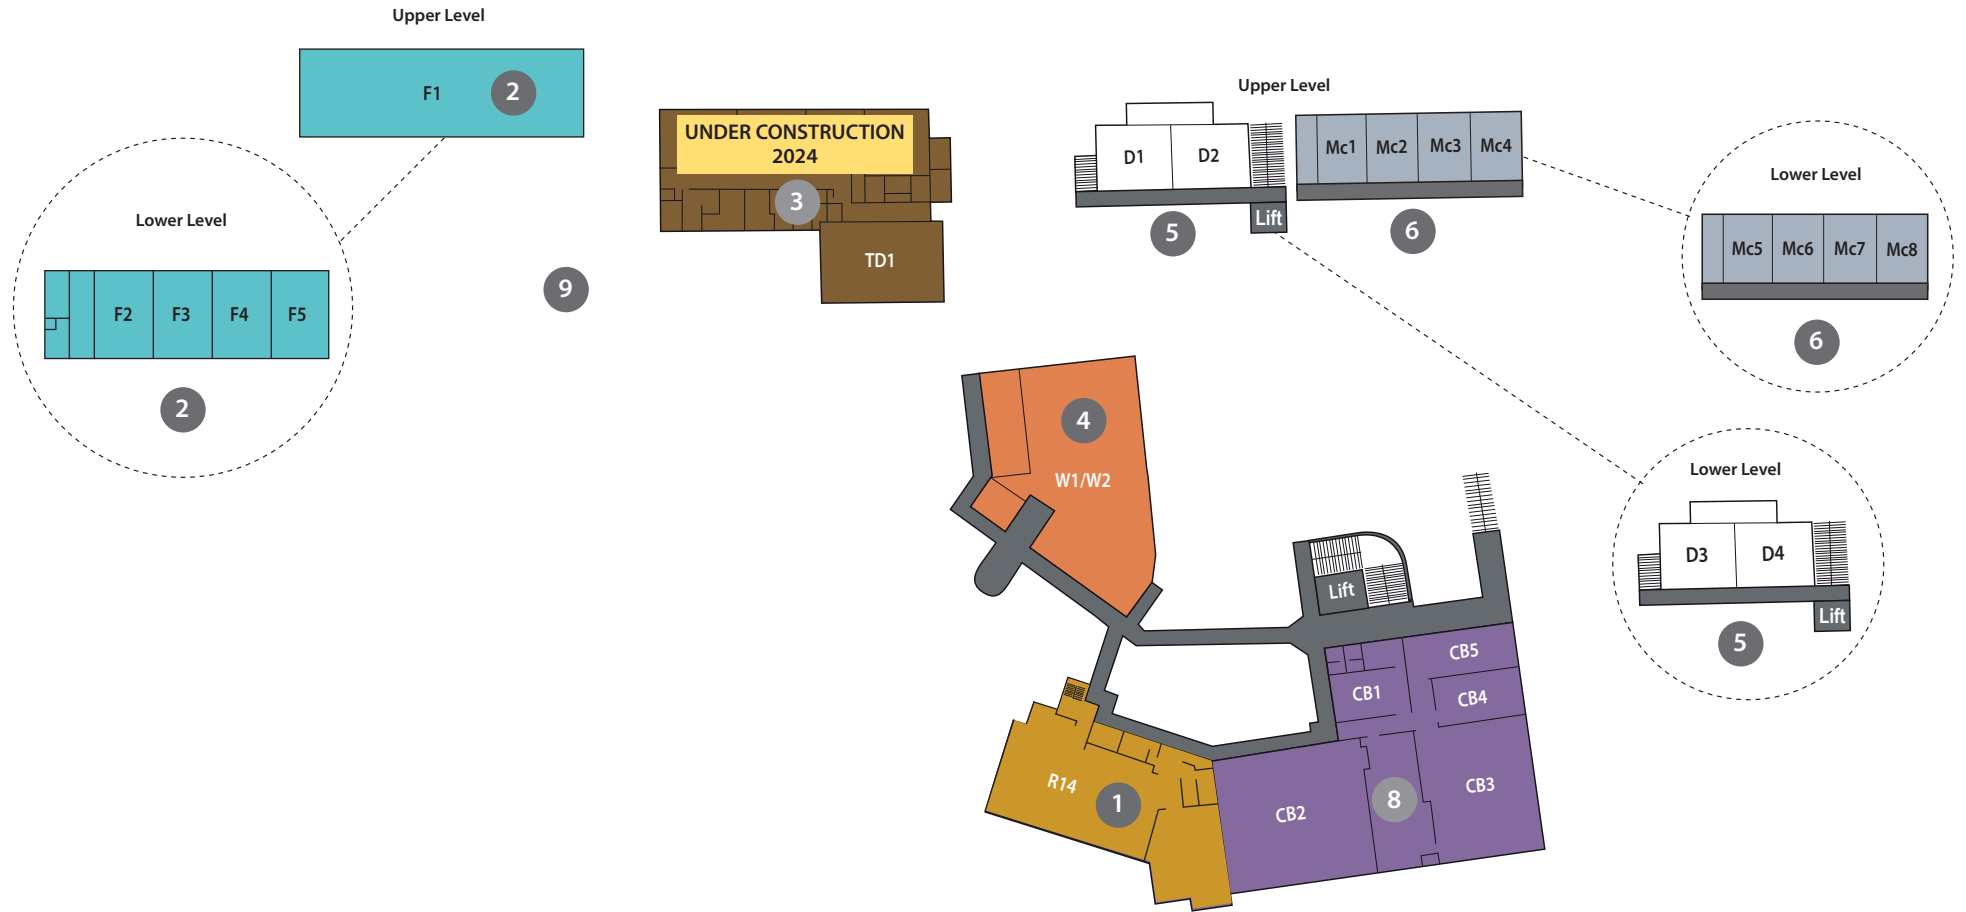 Upper Level
F1
2
Lower Level
F2
F3
F4
F5
2
9
UNDER CONSTRUCTION
2024
3
TD1
Upper Level
D1
D2
Lift
5
Mc1
Mc2
Mc3
Mc4
6
Lower Level
Mc5
Mc6
Mc7
Mc8
6
Lower Level
D3
D4
Lift
5
4
W1/W2
Lift
CB5
CB1
CB4
CB3
CB2
8
R14
1